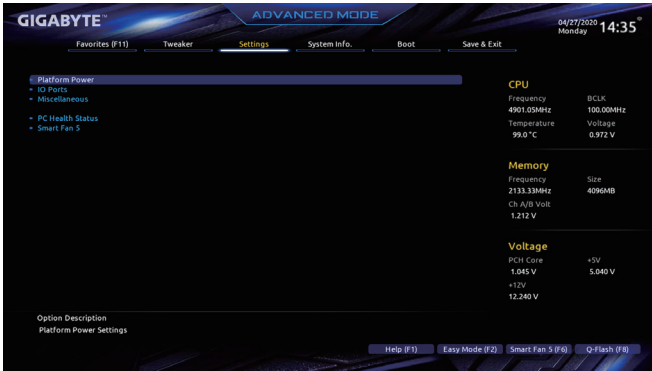 GIGABYTE™
ADVANCED MODE
04/27/2020 Monday 14:35
Favorites (F11) Tweaker Settings System Info. Boot Save & Exit
Platform Power
IO Ports
Miscellaneous
PC Health Status
Smart Fan 5
CPU
Frequency BCLK
4901.05MHz 100.00MHz
Temperature Voltage
99.0 °C 0.972 V
Memory
Frequency Size
2133.33MHz 4096MB
Ch A/B Volt
1.212 V
Voltage
PCH Core +5V
1.045 V 5.040 V
+12V
12.240 V
Option Description
Platform Power Settings
Help (F1) Easy Mode (F2) Smart Fan 5 (F6) Q-Flash (F8)